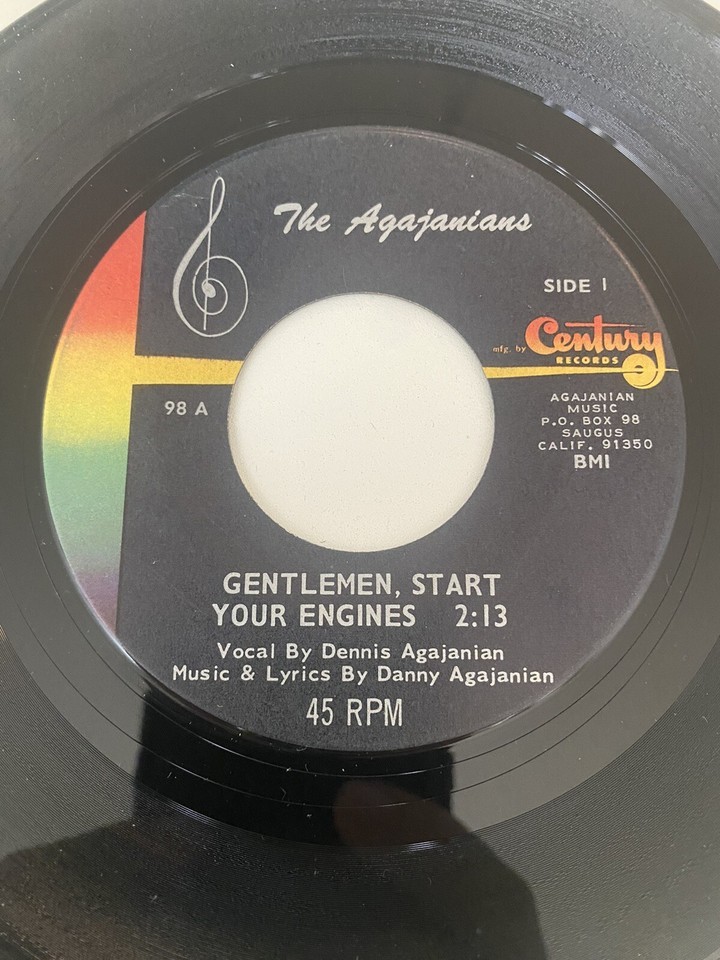 The Agajanians
SIDE 1
mfg. by Century
RECORDS
98 A
AGAJANIAN
MUSIC
P.O. BOX 98
SAUGUS
CALIF. 91350
BMI
GENTLEMEN, START
YOUR ENGINES 2:13
Vocal By Dennis Agajanian
Music & Lyrics By Danny Agajanian
45 RPM